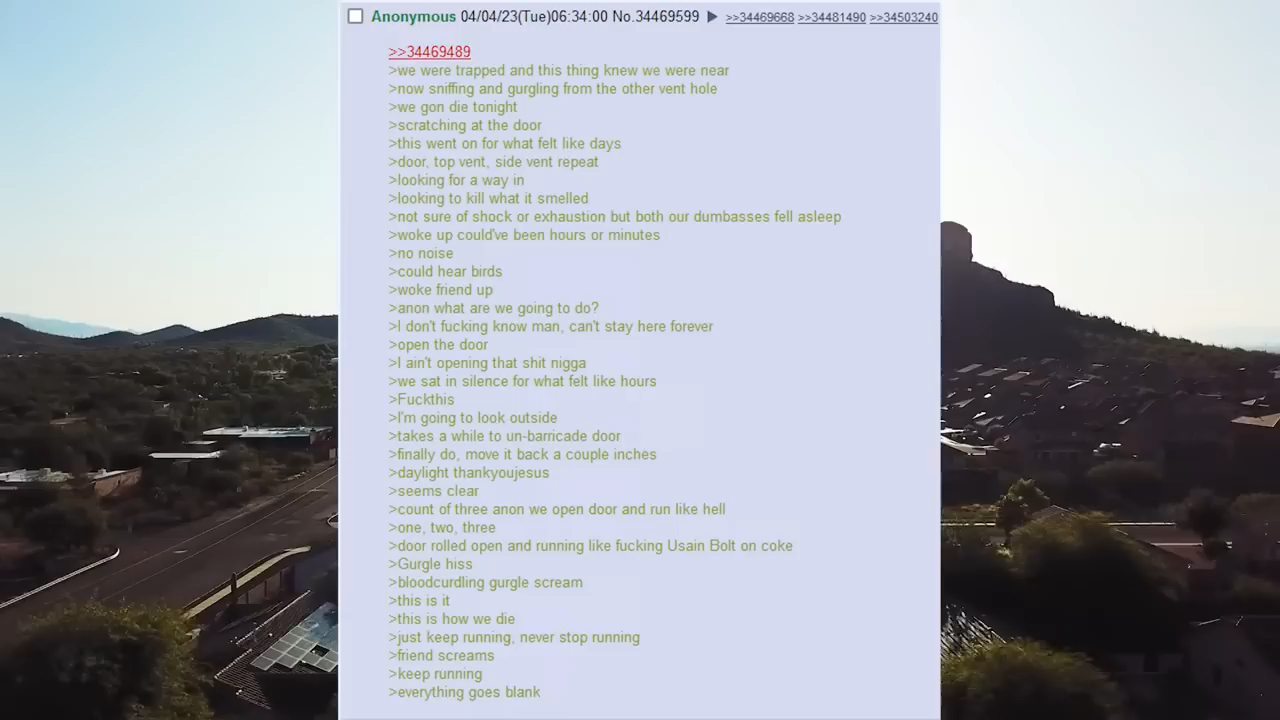 Anonymous 04/04/23(Tue)06:34:00 No.34469599 ▶ >>34469668 >>34481490 >>34503240
>>34469489
>we were trapped and this thing knew we were near
>now sniffing and gurgling from the other vent hole
>we gon die tonight
>scratching at the door
>this went on for what felt like days
>door, top vent, side vent repeat
>looking for a way in
>looking to kill what it smelled
>not sure of shock or exhaustion but both our dumbasses fell asleep
>woke up could've been hours or minutes
>no noise
>could hear birds
>woke friend up
>anon what are we going to do?
>I don't fucking know man, can't stay here forever
>open the door
>I ain't opening that shit nigga
>we sat in silence for what felt like hours
>Fuckthis
>I'm going to look outside
>takes a while to un-barricade door
>finally do, move it back a couple inches
>daylight thankyoujesus
>seems clear
>count of three anon we open door and run like hell
>one, two, three
>door rolled open and running like fucking Usain Bolt on coke
>Gurgle hiss
>bloodcurdling gurgle scream
>this is it
>this is how we die
>just keep running, never stop running
>friend screams
>keep running
>everything goes blank